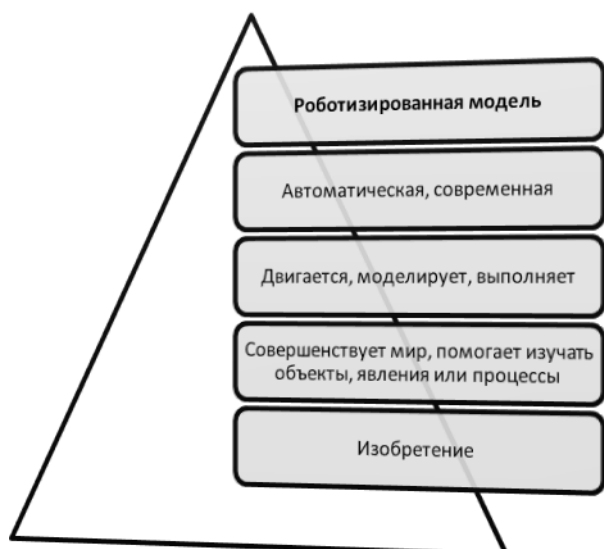 Роботизированная модель
Автоматическая, современная
Двигается, моделирует, выполняет
Совершенствует мир, помогает изучать
объекты, явления или процессы
Изобретение